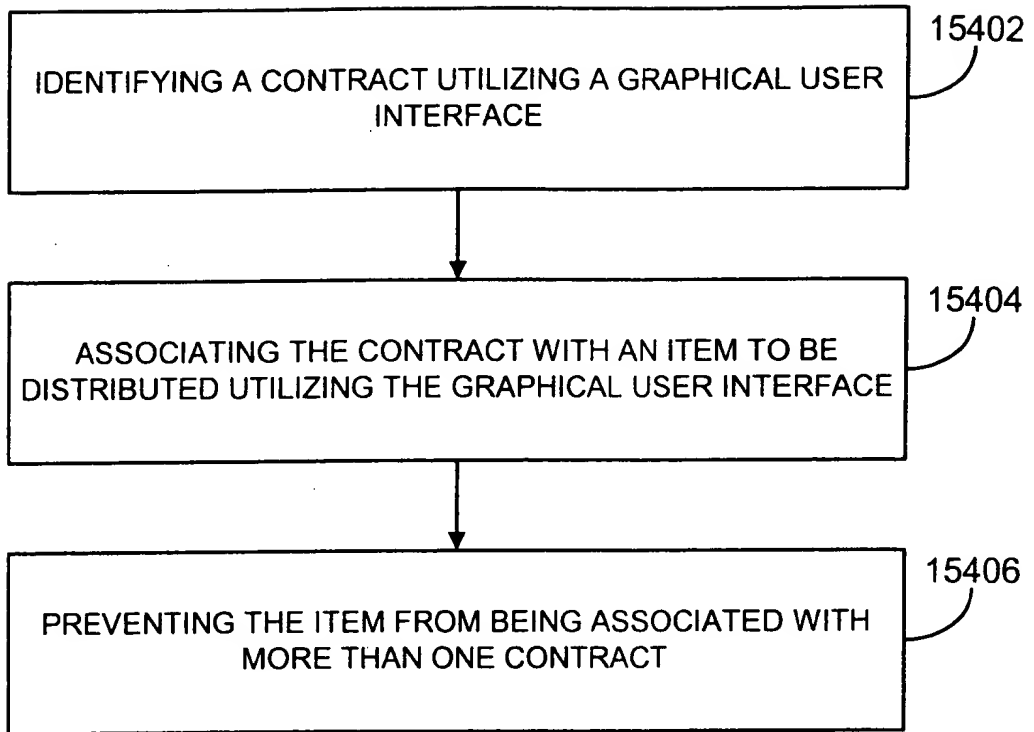 15402
IDENTIFYING A CONTRACT UTILIZING A GRAPHICAL USER
INTERFACE
15404
ASSOCIATING THE CONTRACT WITH AN ITEM TO BE
DISTRIBUTED UTILIZING THE GRAPHICAL USER INTERFACE
15406
PREVENTING THE ITEM FROM BEING ASSOCIATED WITH
MORE THAN ONE CONTRACT